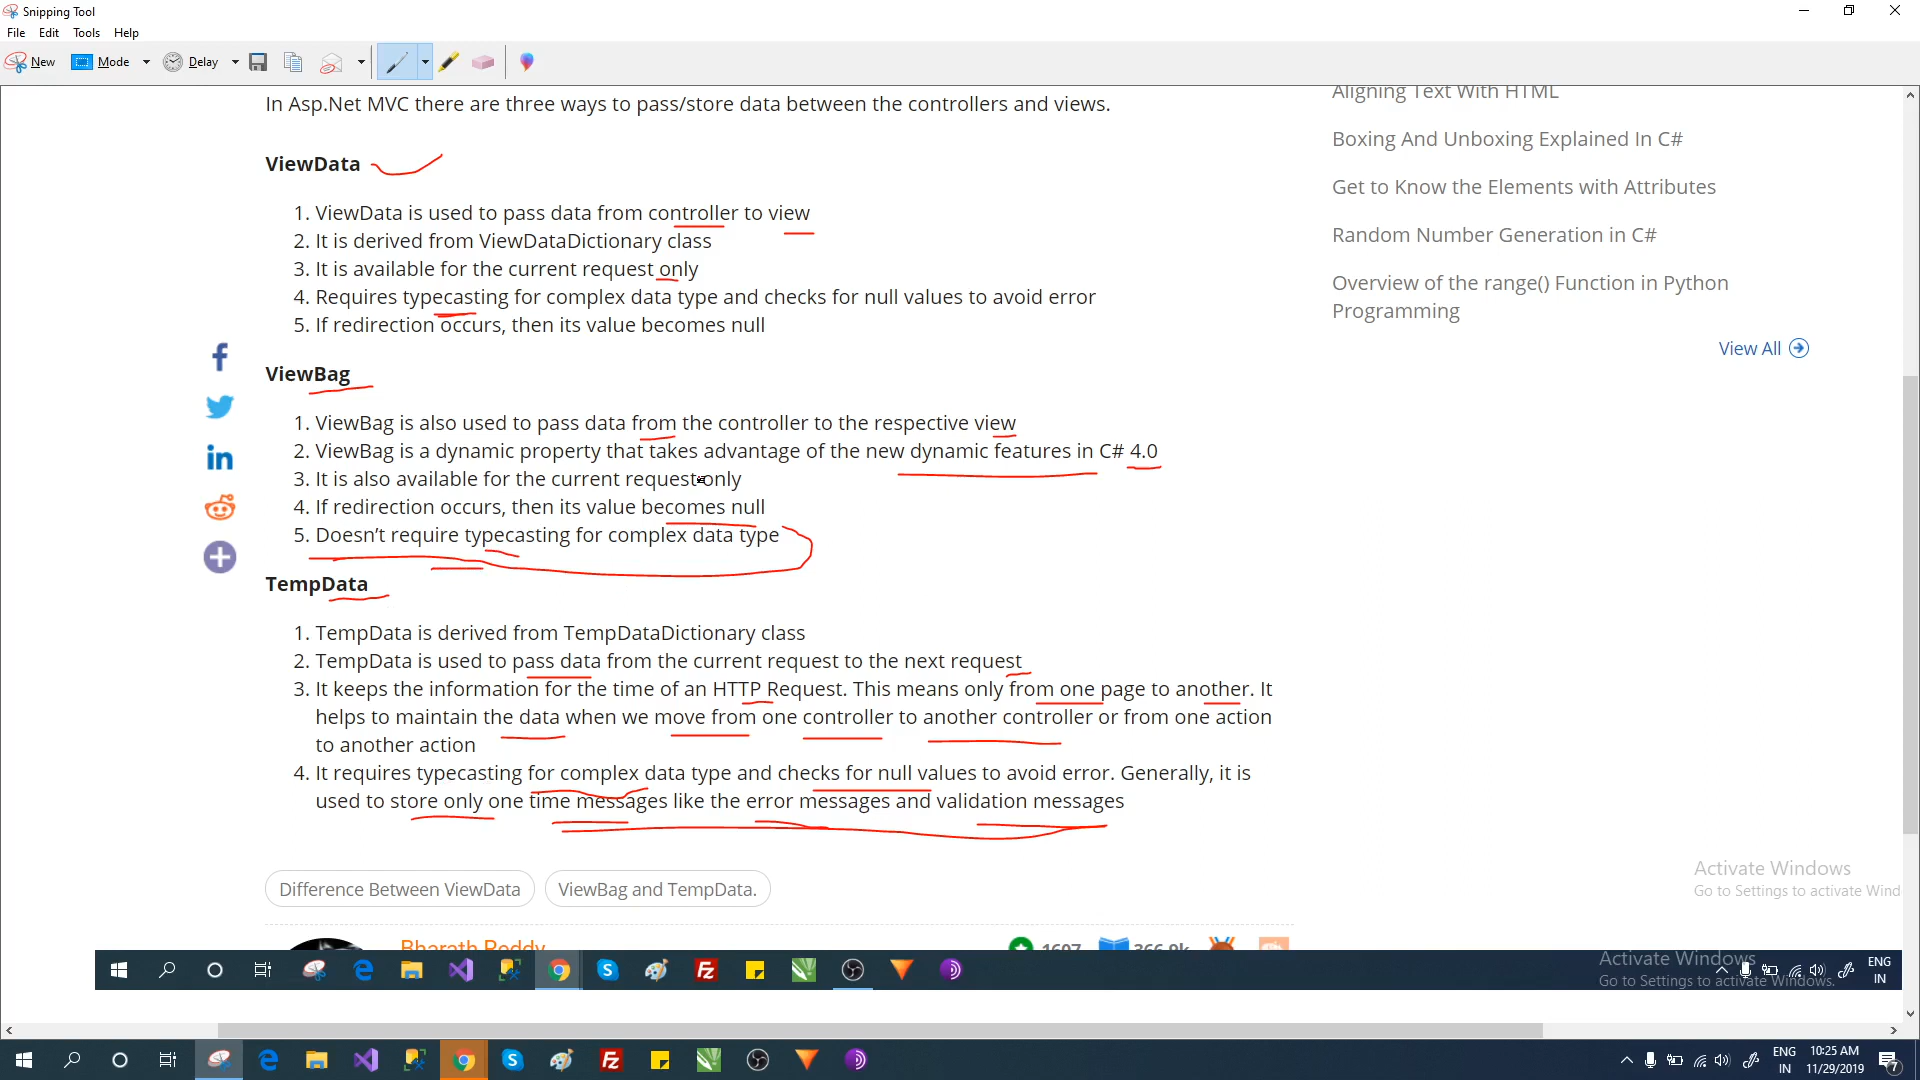 Snipping Tool
File Edit Tools Help
New Mode Delay
In Asp.Net MVC there are three ways to pass/store data between the controllers and views.
ViewData
1. ViewData is used to pass data from controller to view
2. It is derived from ViewDataDictionary class
3. It is available for the current request only
4. Requires typecasting for complex data type and checks for null values to avoid error
5. If redirection occurs, then its value becomes null
ViewBag
1. ViewBag is also used to pass data from the controller to the respective view
2. ViewBag is a dynamic property that takes advantage of the new dynamic features in C# 4.0
3. It is also available for the current request only
4. If redirection occurs, then its value becomes null
5. Doesn't require typecasting for complex data type
TempData
1. TempData is derived from TempDataDictionary class
2. TempData is used to pass data from the current request to the next request
3. It keeps the information for the time of an HTTP Request. This means only from one page to another. It
helps to maintain the data when we move from one controller to another controller or from one action
to another action
4. It requires typecasting for complex data type and checks for null values to avoid error. Generally, it is
used to store only one time messages like the error messages and validation messages
Difference Between ViewData ViewBag and TempData.
Bharath Reddy 1607 366.9k
Aligning Text With HTML
Boxing And Unboxing Explained In C#
Get to Know the Elements with Attributes
Random Number Generation in C#
Overview of the range() Function in Python
Programming
View All
Activate Windows
Go to Settings to activate Wind
Activate Windows
Go to Settings to activate Windows.
ENG
IN
ENG
IN
10:25 AM
11/29/2019
7